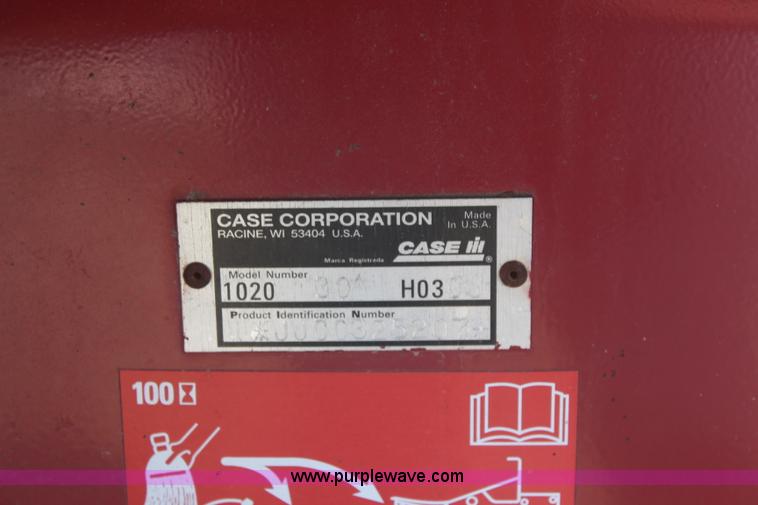 CASE CORPORATION
RACINE, WI 53404 U.S.A.
Made
In U.S.A.
Marca Registrada
CASE IH
®
Model Number
1020 H03
Product Identification Number
100
www.purplewave.com